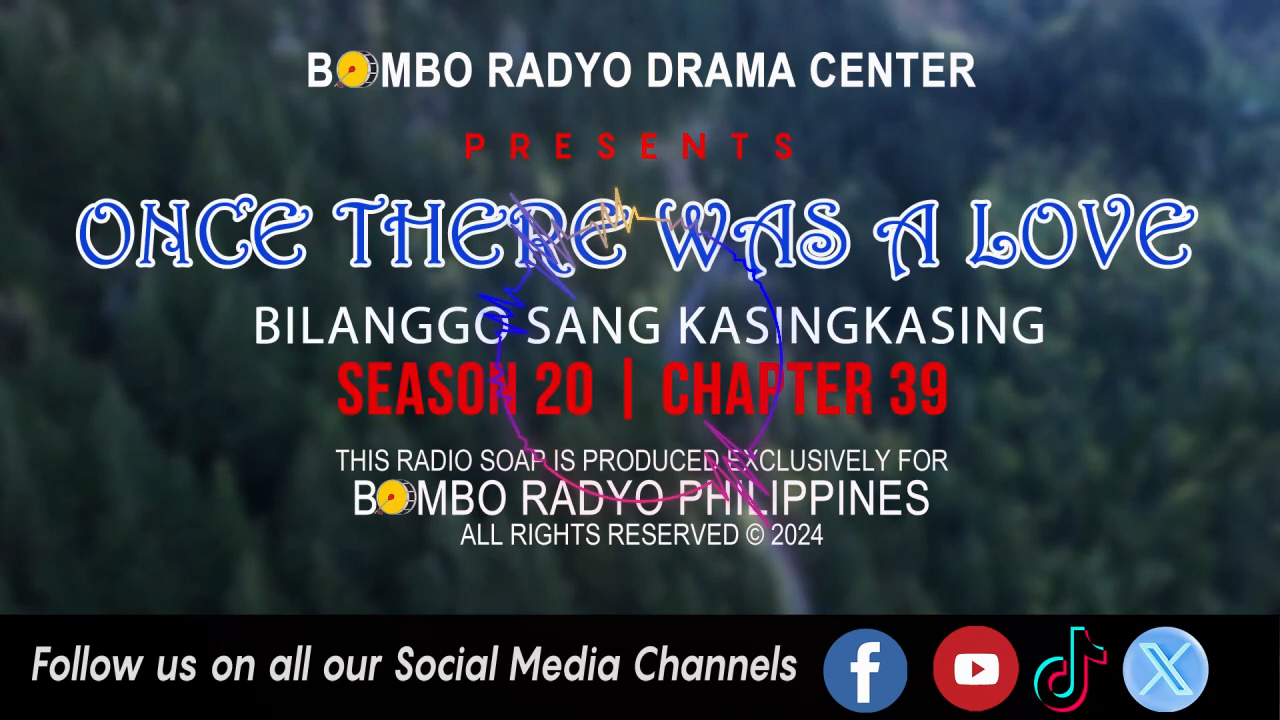 BOMBO RADYO DRAMA CENTER
PRESENTS
ONCE THERE WAS A LOVE
BILANGGO SANG KASINGKASING
SEASON 20 | CHAPTER 39
THIS RADIO SOAP IS PRODUCED EXCLUSIVELY FOR
BOMBO RADYO PHILIPPINES
ALL RIGHTS RESERVED © 2024
Follow us on all our Social Media Channels